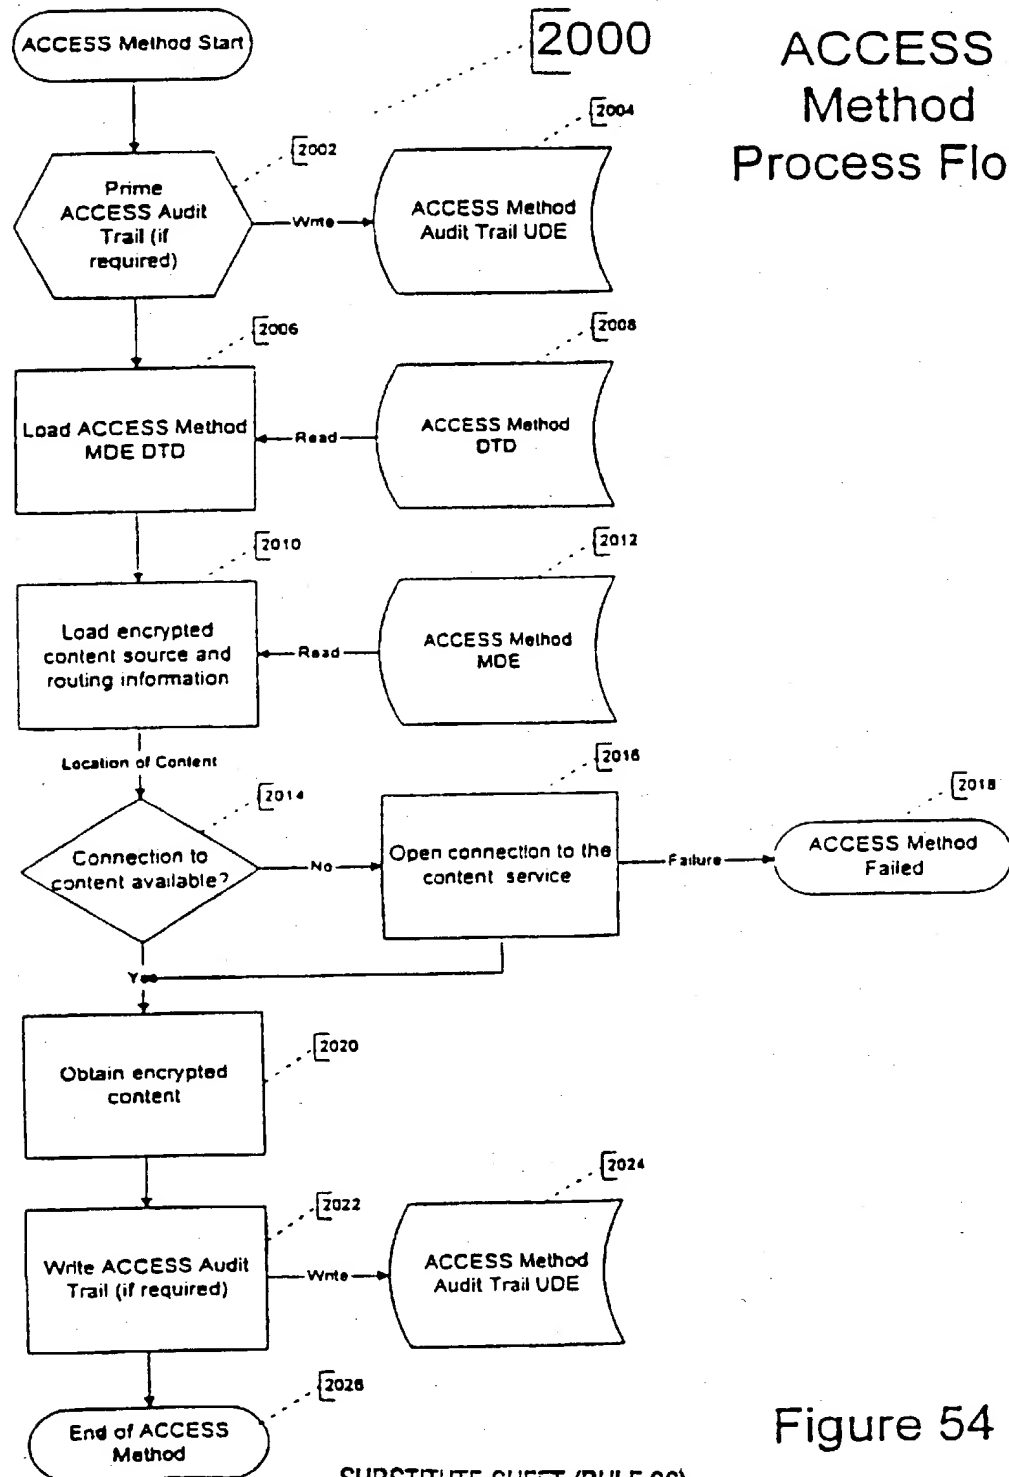 ACCESS Method Start
2000
ACCESS
Method
Process Flo
2002
2004
Prime
ACCESS Audit
Trail (if
required)
Write
ACCESS Method
Audit Trail UDE
2006
2008
Load ACCESS Method
MDE DTD
Read
ACCESS Method
DTD
2010
2012
Load encrypted
content source and
routing information
Read
ACCESS Method
MDE
Location of Content
2014
2016
2018
Connection to
content available?
No
Open connection to the
content service
Failure
ACCESS Method
Failed
Y
2020
Obtain encrypted
content
2022
2024
Write ACCESS Audit
Trail (if required)
Write
ACCESS Method
Audit Trail UDE
2026
End of ACCESS
Method
Figure 54
SUBSTITUTE SHEET (RULE 26)